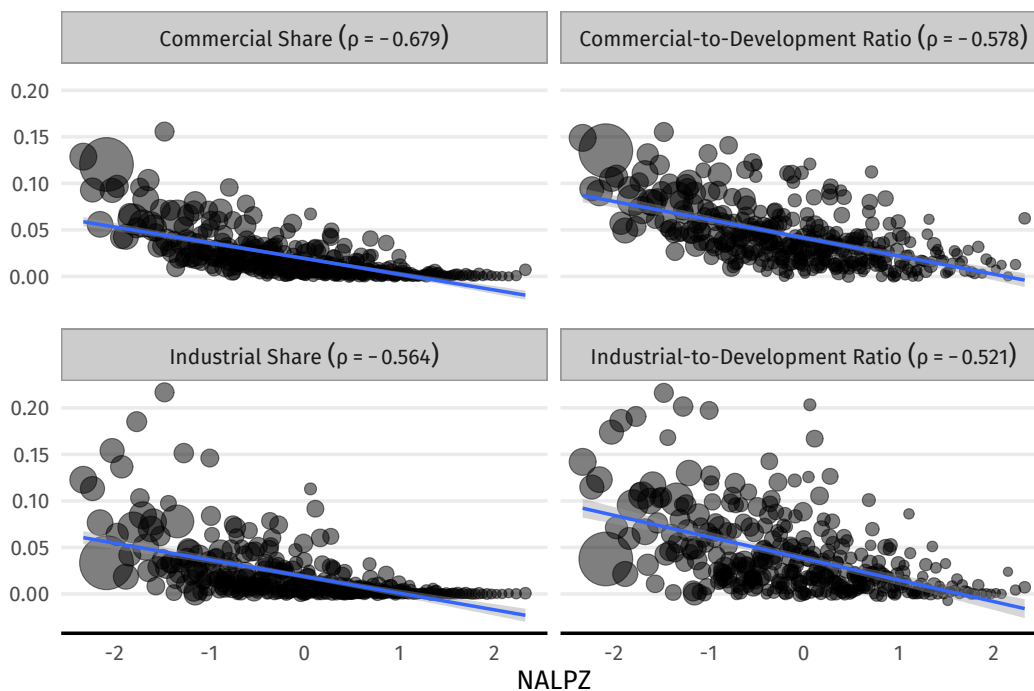 Commercial Share (ρ = −0.679)
Commercial-to-Development Ratio (ρ = −0.578)
0.20
0.15
0.10
0.05
0.00
Industrial Share (ρ = −0.564)
Industrial-to-Development Ratio (ρ = −0.521)
0.20
0.15
0.10
0.05
0.00
-2 -1 0 1 2
-2 -1 0 1 2
NALPZ